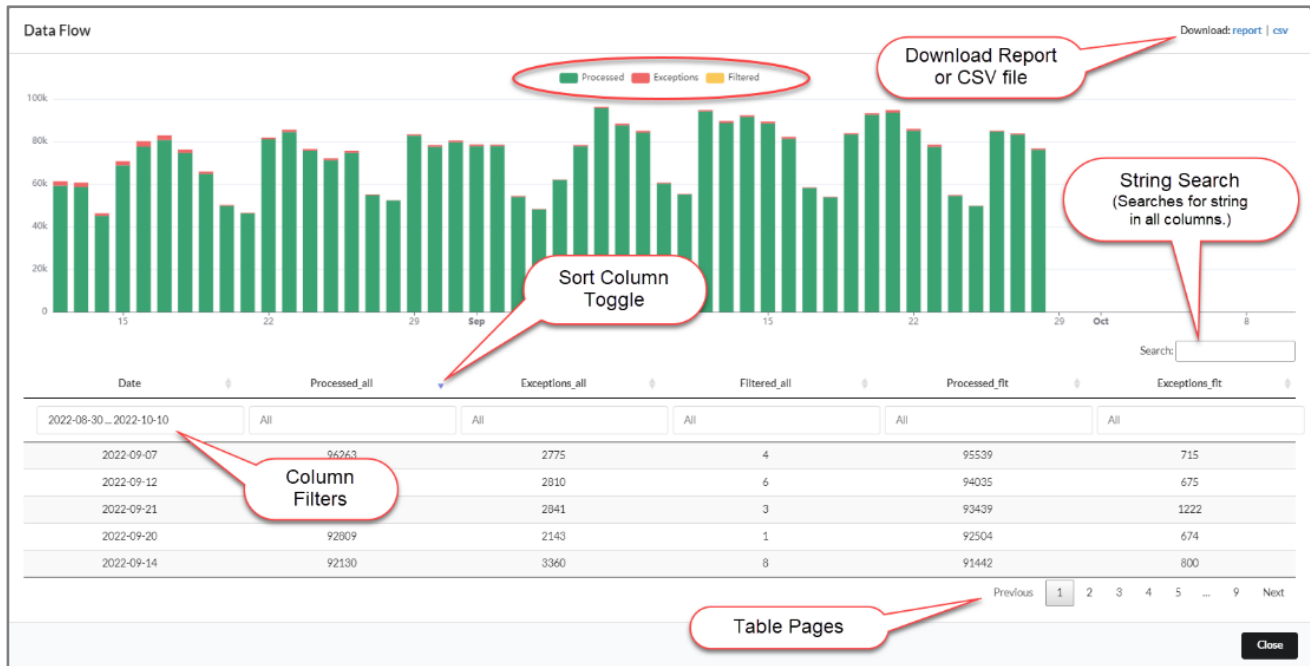 Data Flow
Download: report | csv
Download Report
or CSV file
Processed Exceptions Filtered
100k
80k
60k
40k
20k
0
String Search
(Searches for string
in all columns.)
Sort Column
Toggle
15 22 29 Sep 15 22 29 Oct 8
Search:
Date Processed_all Exceptions_all Filtered_all Processed_flt Exceptions_flt
2022-08-30 ... 2022-10-10 All All All All All
2022-09-07 96263 2775 4 95539 715
2022-09-12 2810 6 94035 675
Column
Filters
2022-09-21 2841 3 93439 1222
2022-09-20 92809 2143 1 92504 674
2022-09-14 92130 3360 8 91442 800
Previous 1 2 3 4 5 ... 9 Next
Table Pages
Close